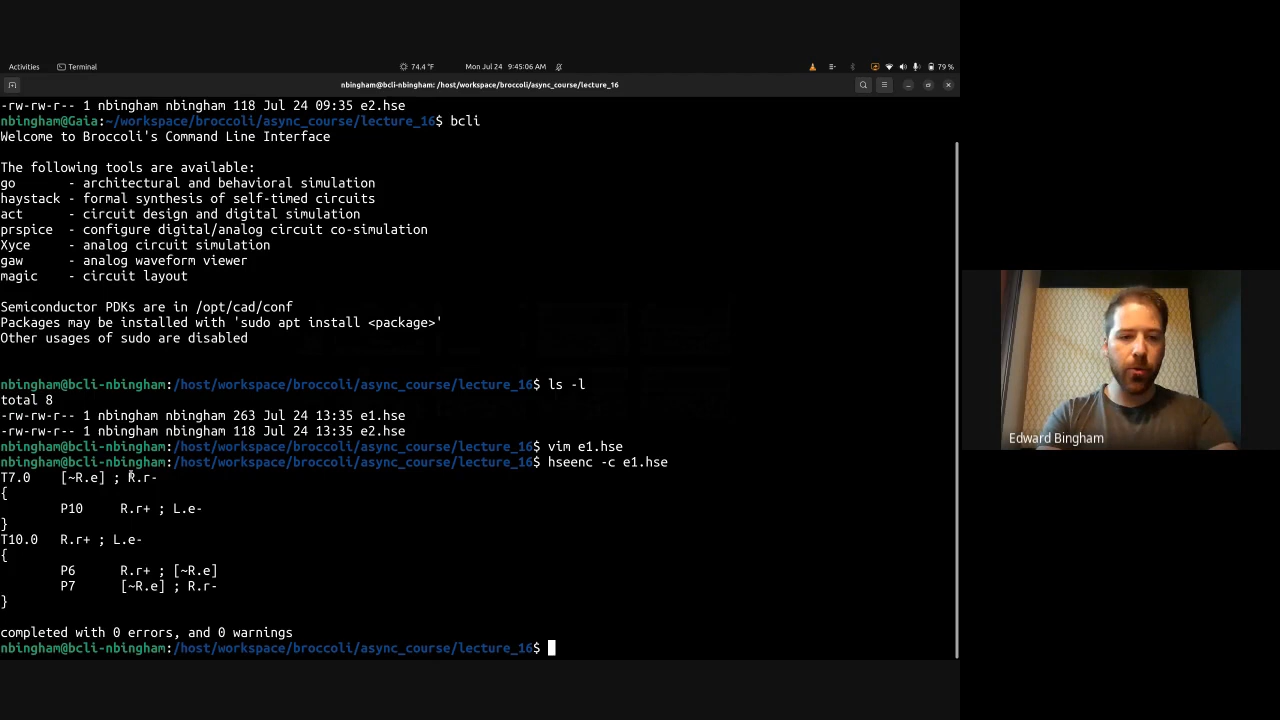 Activities Terminal 74.4 °F Mon Jul 24 9:45:06 AM 79 %
nbingham@bcli-nbingham: /host/workspace/broccoli/async_course/lecture_16
-rw-rw-r-- 1 nbingham nbingham 118 Jul 24 09:35 e2.hse
nbingham@Gaia:~/workspace/broccoli/async_course/lecture_16$ bcli
Welcome to Broccoli's Command Line Interface
The following tools are available:
go - architectural and behavioral simulation
haystack - formal synthesis of self-timed circuits
act - circuit design and digital simulation
prspice - configure digital/analog circuit co-simulation
Xyce - analog circuit simulation
gaw - analog waveform viewer
magic - circuit layout
Semiconductor PDKs are in /opt/cad/conf
Packages may be installed with 'sudo apt install <package>'
Other usages of sudo are disabled
nbingham@bcli-nbingham:/host/workspace/broccoli/async_course/lecture_16$ ls -l
total 8
-rw-rw-r-- 1 nbingham nbingham 263 Jul 24 13:35 e1.hse
-rw-rw-r-- 1 nbingham nbingham 118 Jul 24 13:35 e2.hse
nbingham@bcli-nbingham:/host/workspace/broccoli/async_course/lecture_16$ vim e1.hse
nbingham@bcli-nbingham:/host/workspace/broccoli/async_course/lecture_16$ hseenc -c e1.hse
T7.0 [~R.e] ; R.r-
{
P10 R.r+ ; L.e-
}
T10.0 R.r+ ; L.e-
{
P6 R.r+ ; [~R.e]
P7 [~R.e] ; R.r-
}
completed with 0 errors, and 0 warnings
nbingham@bcli-nbingham:/host/workspace/broccoli/async_course/lecture_16$
Edward Bingham